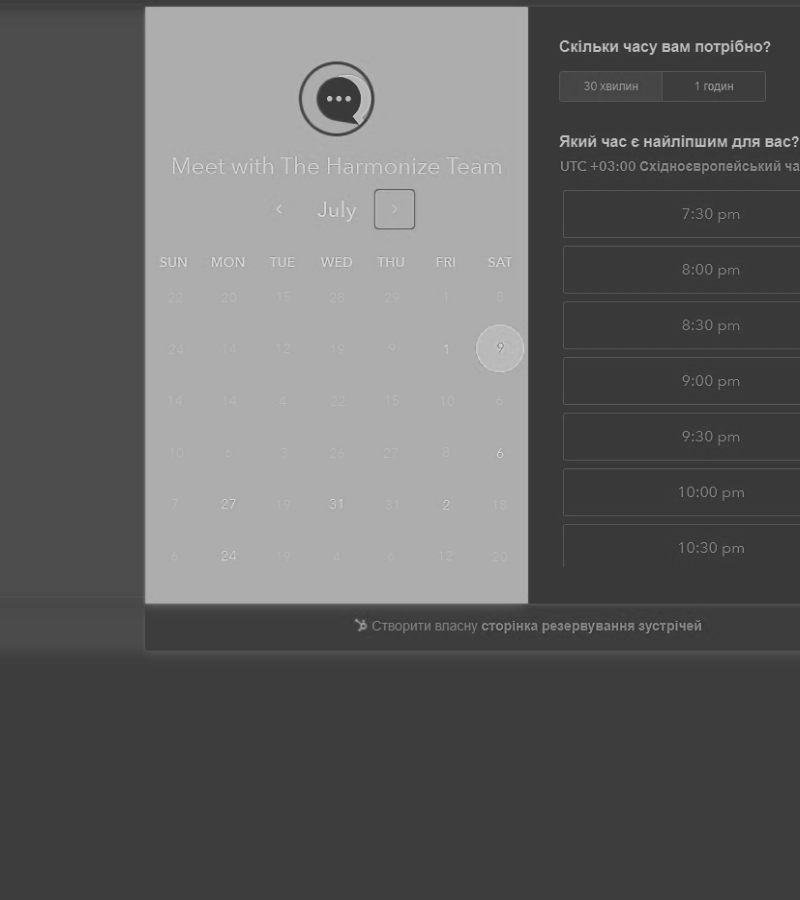 Meet with The Harmonize Team
July
SUN MON TUE WED THU FRI SAT
22 20 15 28 29 1 8
24 14 12 19 9 1 9
14 14 4 22 15 10 6
10 6 3 26 27 8 6
7 27 19 31 31 2 18
6 24 19 4 6 12 20
Скільки часу вам потрібно?
30 хвилин 1 годин
Який час є найліпшим для вас?
UTC +03:00 Східноєвропейський ча
7:30 pm
8:00 pm
8:30 pm
9:00 pm
9:30 pm
10:00 pm
10:30 pm
Створити власну сторінка резервування зустрічей